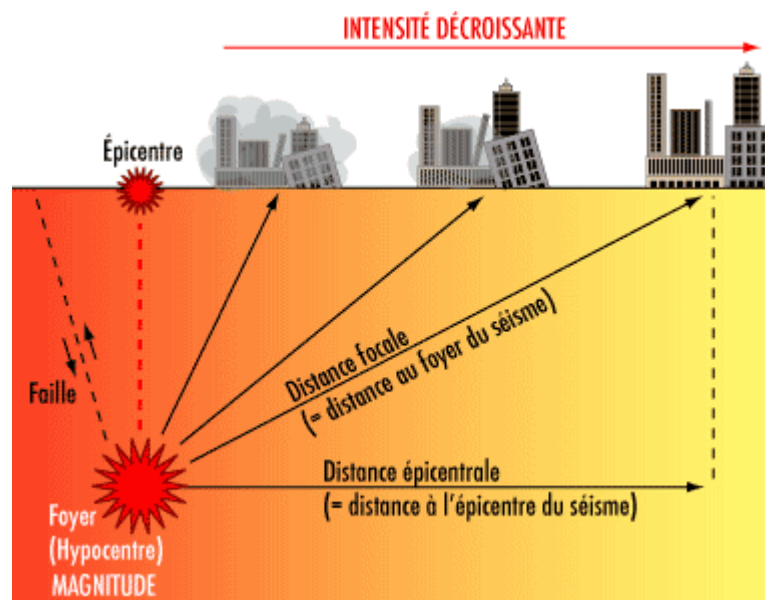 INTENSITÉ DÉCROISSANTE
Épicentre
Faille
Distance focale
(= distance au foyer du séisme)
Distance épicentrale
(= distance à l'épicentre du séisme)
Foyer
(Hypocentre)
MAGNITUDE